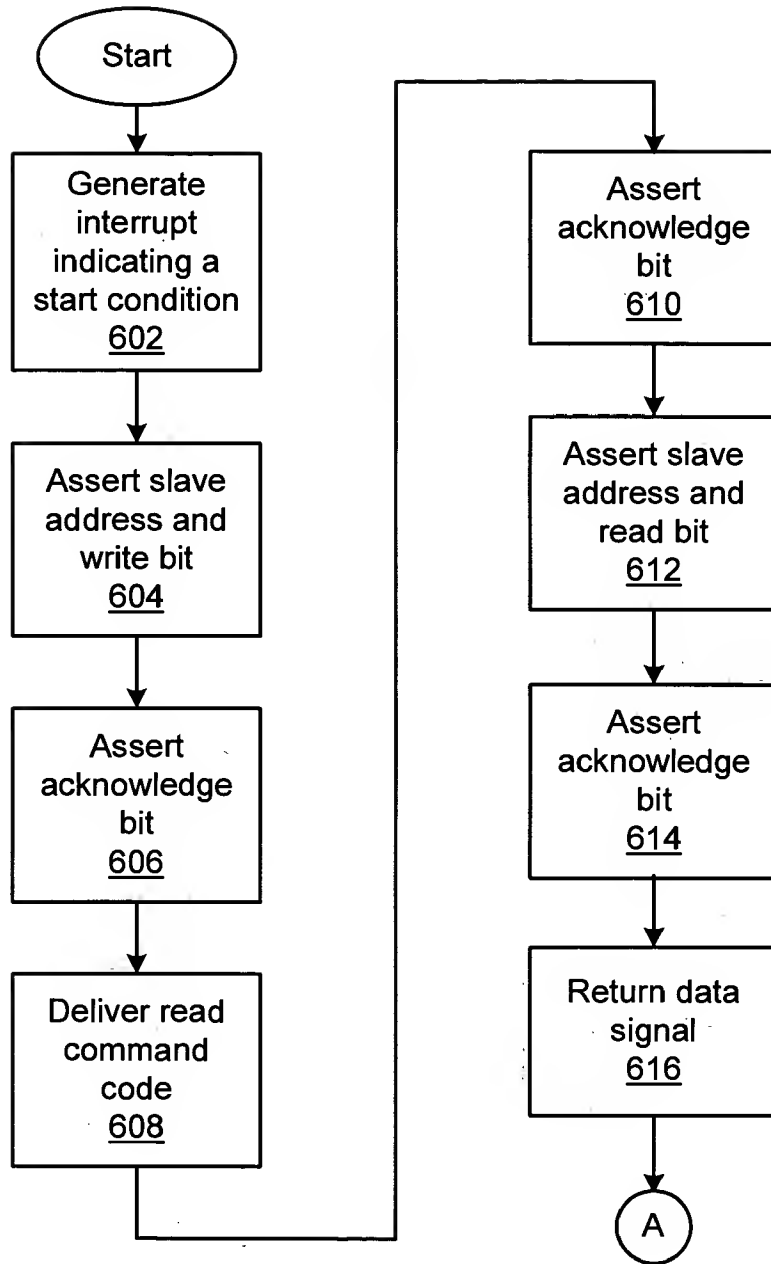 Start
Generate
interrupt
indicating a
start condition
602
Assert slave
address and
write bit
604
Assert
acknowledge
bit
606
Deliver read
command
code
608
Assert
acknowledge
bit
610
Assert slave
address and
read bit
612
Assert
acknowledge
bit
614
Return data
signal
616
A